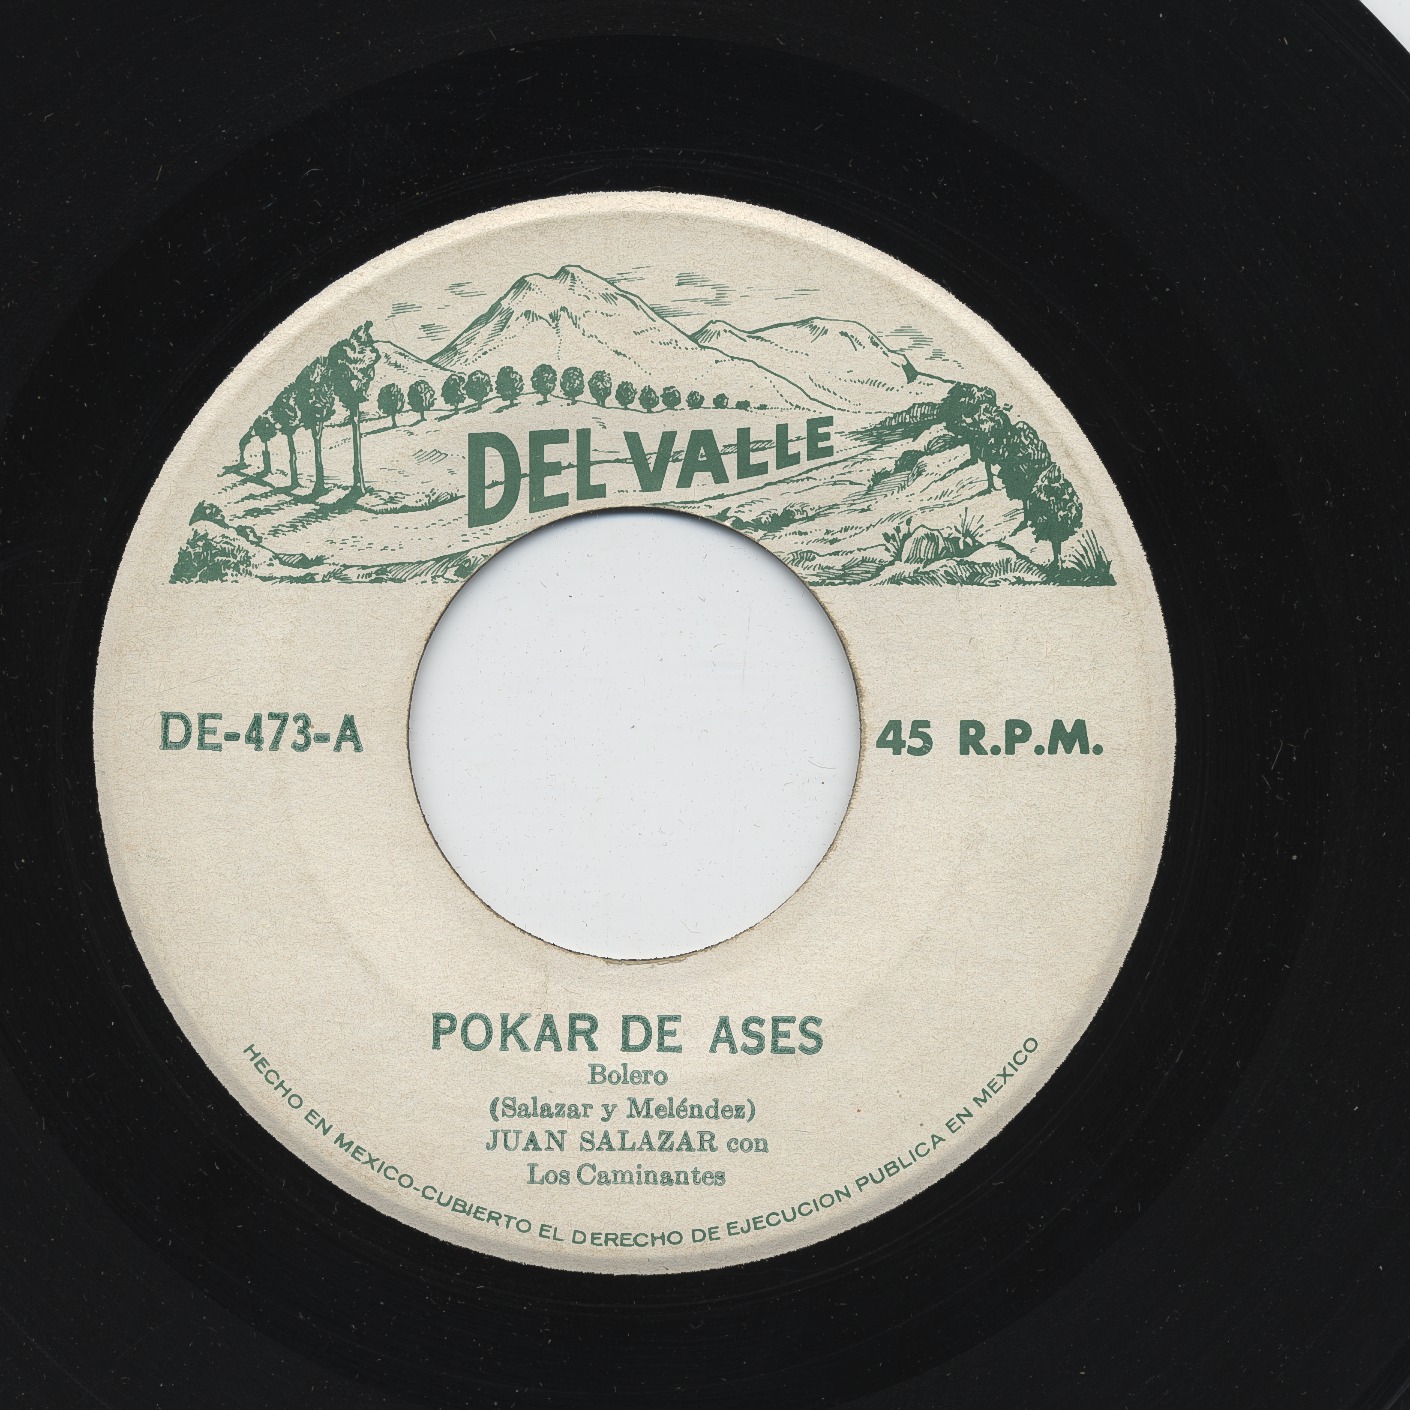 DEL VALLE
DE-473-A
45 R.P.M.
POKAR DE ASES
Bolero
(Salazar y Meléndez)
JUAN SALAZAR con
Los Caminantes
HECHO EN MEXICO-CUBIERTO EL DERECHO DE EJECUCION PUBLICA EN MEXICO